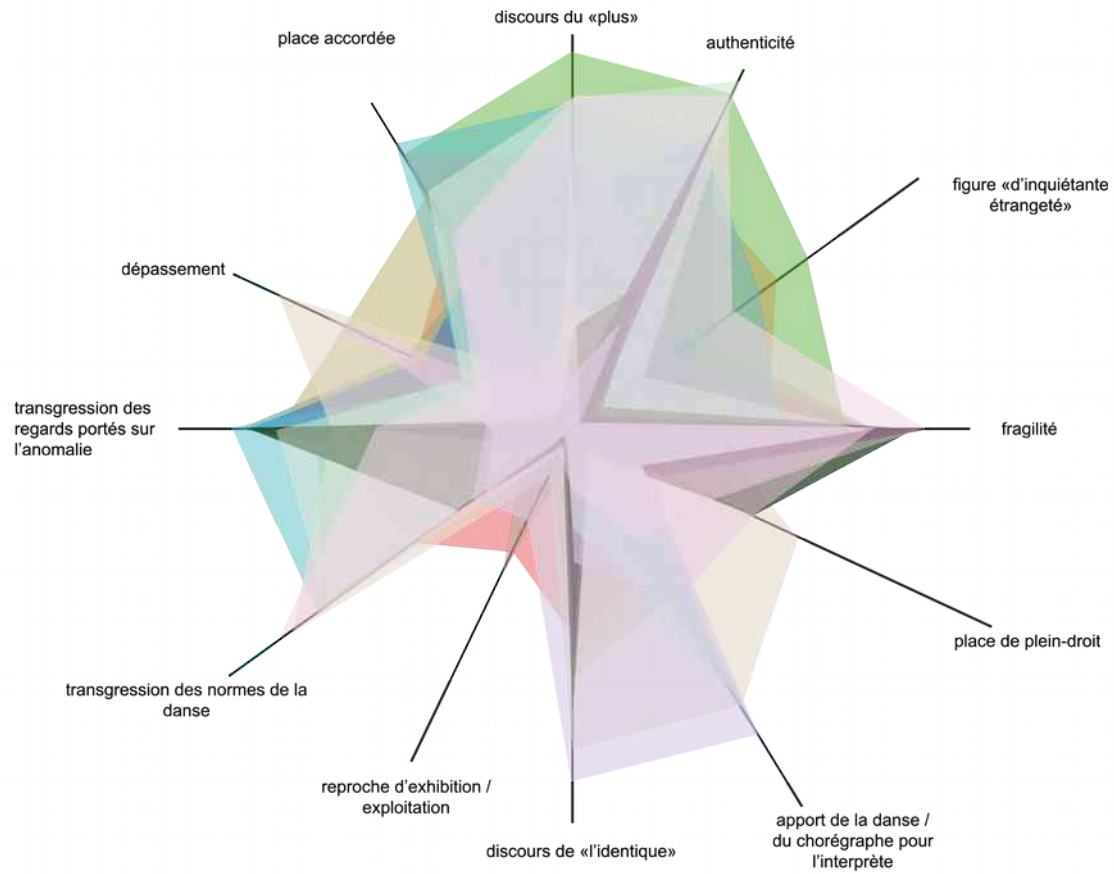 discours du «plus»
place accordée
authenticité
figure «d’inquiétante
étrangeté»
dépassement
transgression des
regards portés sur
l’anomalie
fragilité
place de plein-droit
transgression des normes de la
danse
reproche d’exhibition /
exploitation
apport de la danse /
du chorégraphe pour
l’interprète
discours de «l’identique»